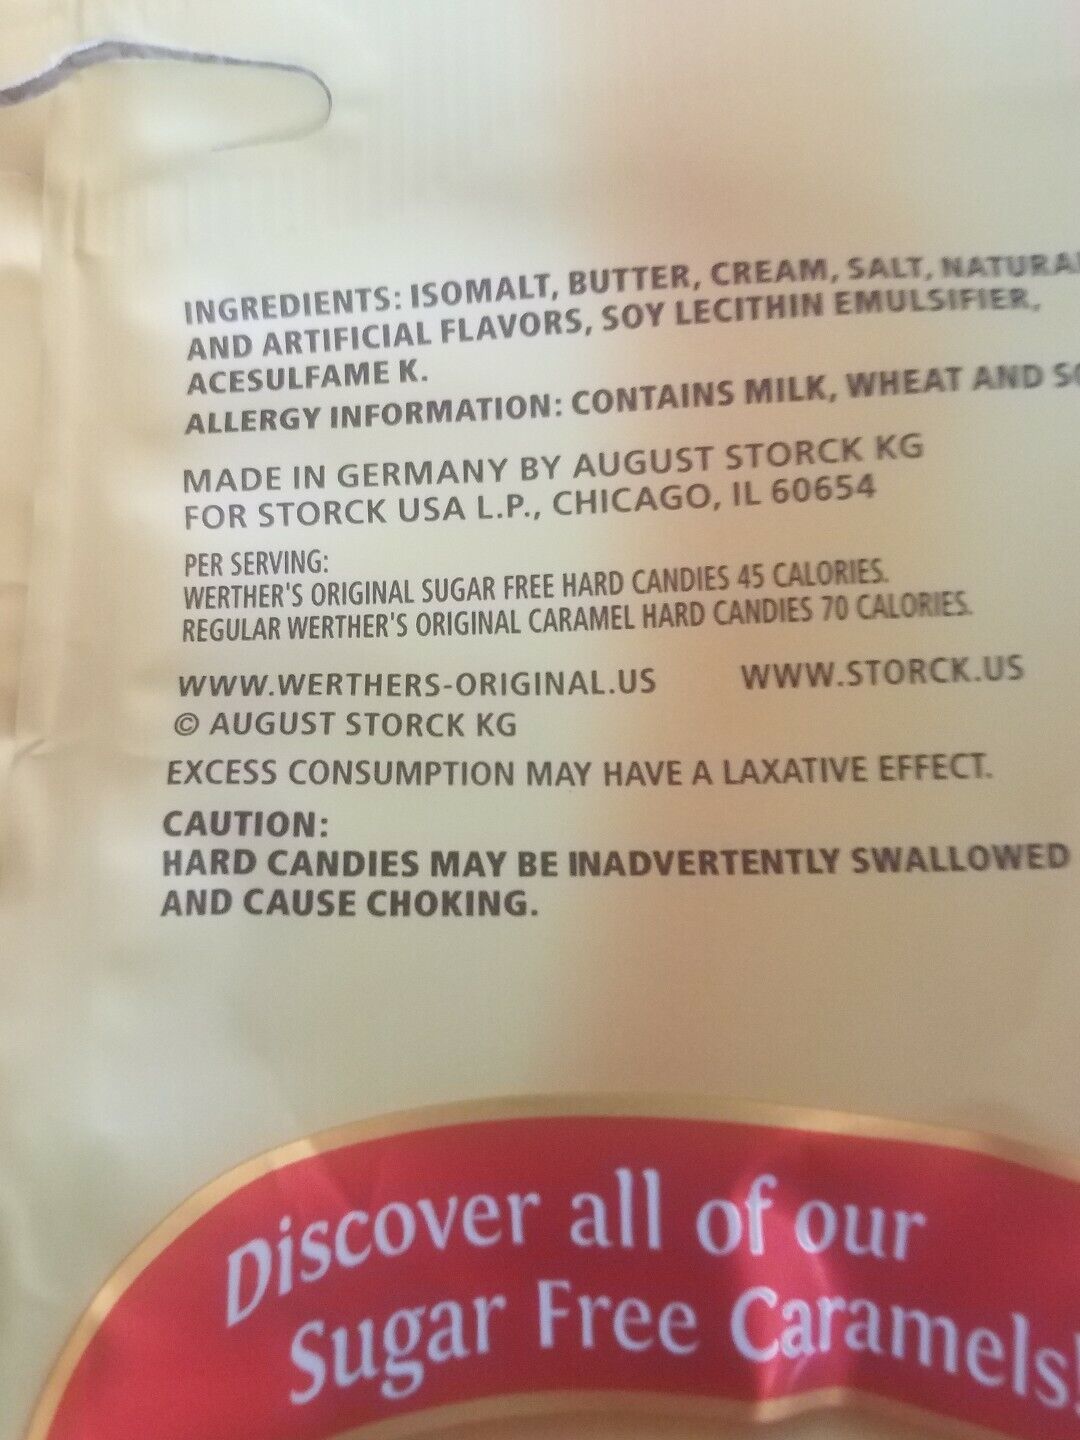 INGREDIENTS: ISOMALT, BUTTER, CREAM, SALT, NATURAL
AND ARTIFICIAL FLAVORS, SOY LECITHIN EMULSIFIER,
ACESULFAME K.
ALLERGY INFORMATION: CONTAINS MILK, WHEAT AND
MADE IN GERMANY BY AUGUST STORCK KG
FOR STORCK USA L.P., CHICAGO, IL 60654
PER SERVING:
WERTHER'S ORIGINAL SUGAR FREE HARD CANDIES 45 CALORIES.
REGULAR WERTHER'S ORIGINAL CARAMEL HARD CANDIES 70 CALORIES.
WWW.WERTHERS-ORIGINAL.US WWW.STORCK.US
© AUGUST STORCK KG
EXCESS CONSUMPTION MAY HAVE A LAXATIVE EFFECT.
CAUTION:
HARD CANDIES MAY BE INADVERTENTLY SWALLOWED
AND CAUSE CHOKING.
Discover all of our
Sugar Free Caramels!